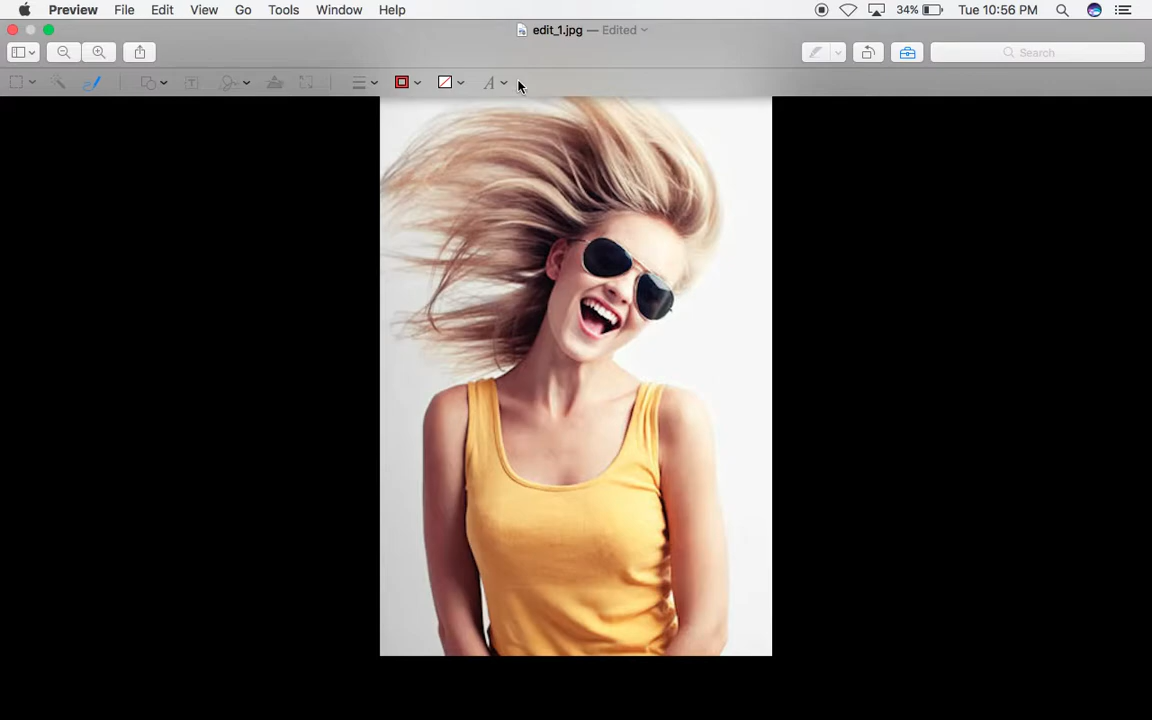 Preview File Edit View Go Tools Window Help 34% Tue 10:56 PM
edit_1.jpg — Edited
Search
A